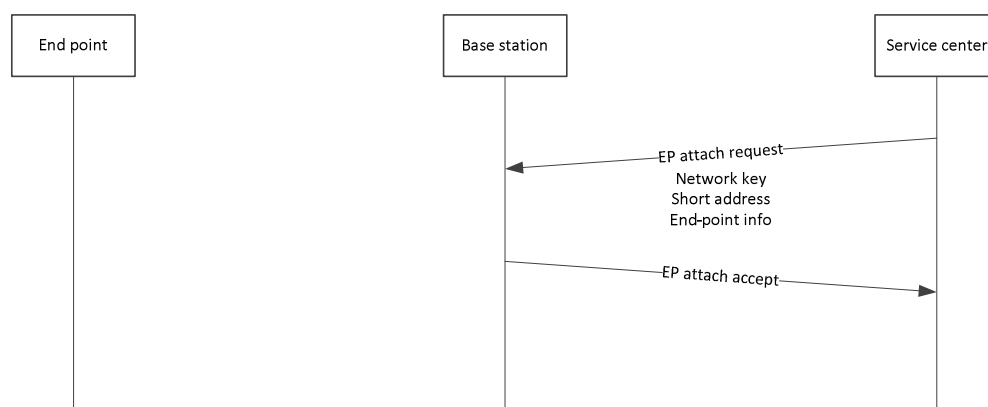 End point
Base station
Service center
EP attach request
Network key
Short address
End-point info
EP attach accept